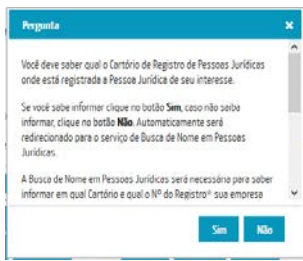 Pergunta
Você deve saber qual o Cartório de Registro de Pessoas Jurídicas
onde está registrada a Pessoa Jurídica de seu interesse.
Se você sabe informar clique no botão Sim, caso não saiba
informar, clique no botão Não. Automaticamente será
redirecionado para o serviço de Busca de Nome em Pessoas
Jurídicas.
A Busca de Nome em Pessoas Jurídicas será necessária para saber
informar em qual Cartório e qual o Nº do Registro* sua empresa
Sim Não